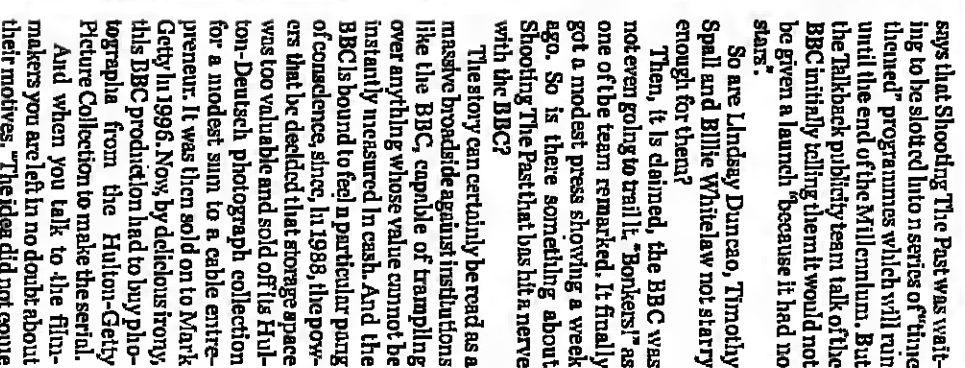 says that Shooting The Past was wait-
ing to be slotted into a series of "time
themed" programmes which will run
until the end of the Millennium. But
the Talkback publicity team talk of the
BBC initially telling them it would not
be given a launch "because it had no
stars".
So are Lindsay Duncan, Timothy
Spall and Billie Whitelaw not starry
enough for them?
Then, it is claimed, the BBC was
not even going to trail it. "Bonkers!" as
one of the team remarked. It finally
got a modest press showing a week
ago. So is there something about
Shooting The Past that has hit a nerve
with the BBC?
The story can certainly be read as a
massive broadside against institutions
like the BBC, capable of trampling
over anything whose value cannot be
instantly measured in cash. And the
BBC is bound to feel a particular pang
of conscience, since, in 1988, the pow-
ers that be decided that storage space
was too valuable and sold off its Hul-
ton-Deutsch photograph collection
for a modest sum to a cable entre-
preneur. It was then sold on to Mark
Getty in 1996. Now, by delicious irony,
this BBC production had to buy pho-
tographs from the Hulton-Getty
Picture Collection to make the serial.
And when you talk to the film-
makers you are left in no doubt about
their motives. "The idea did not come